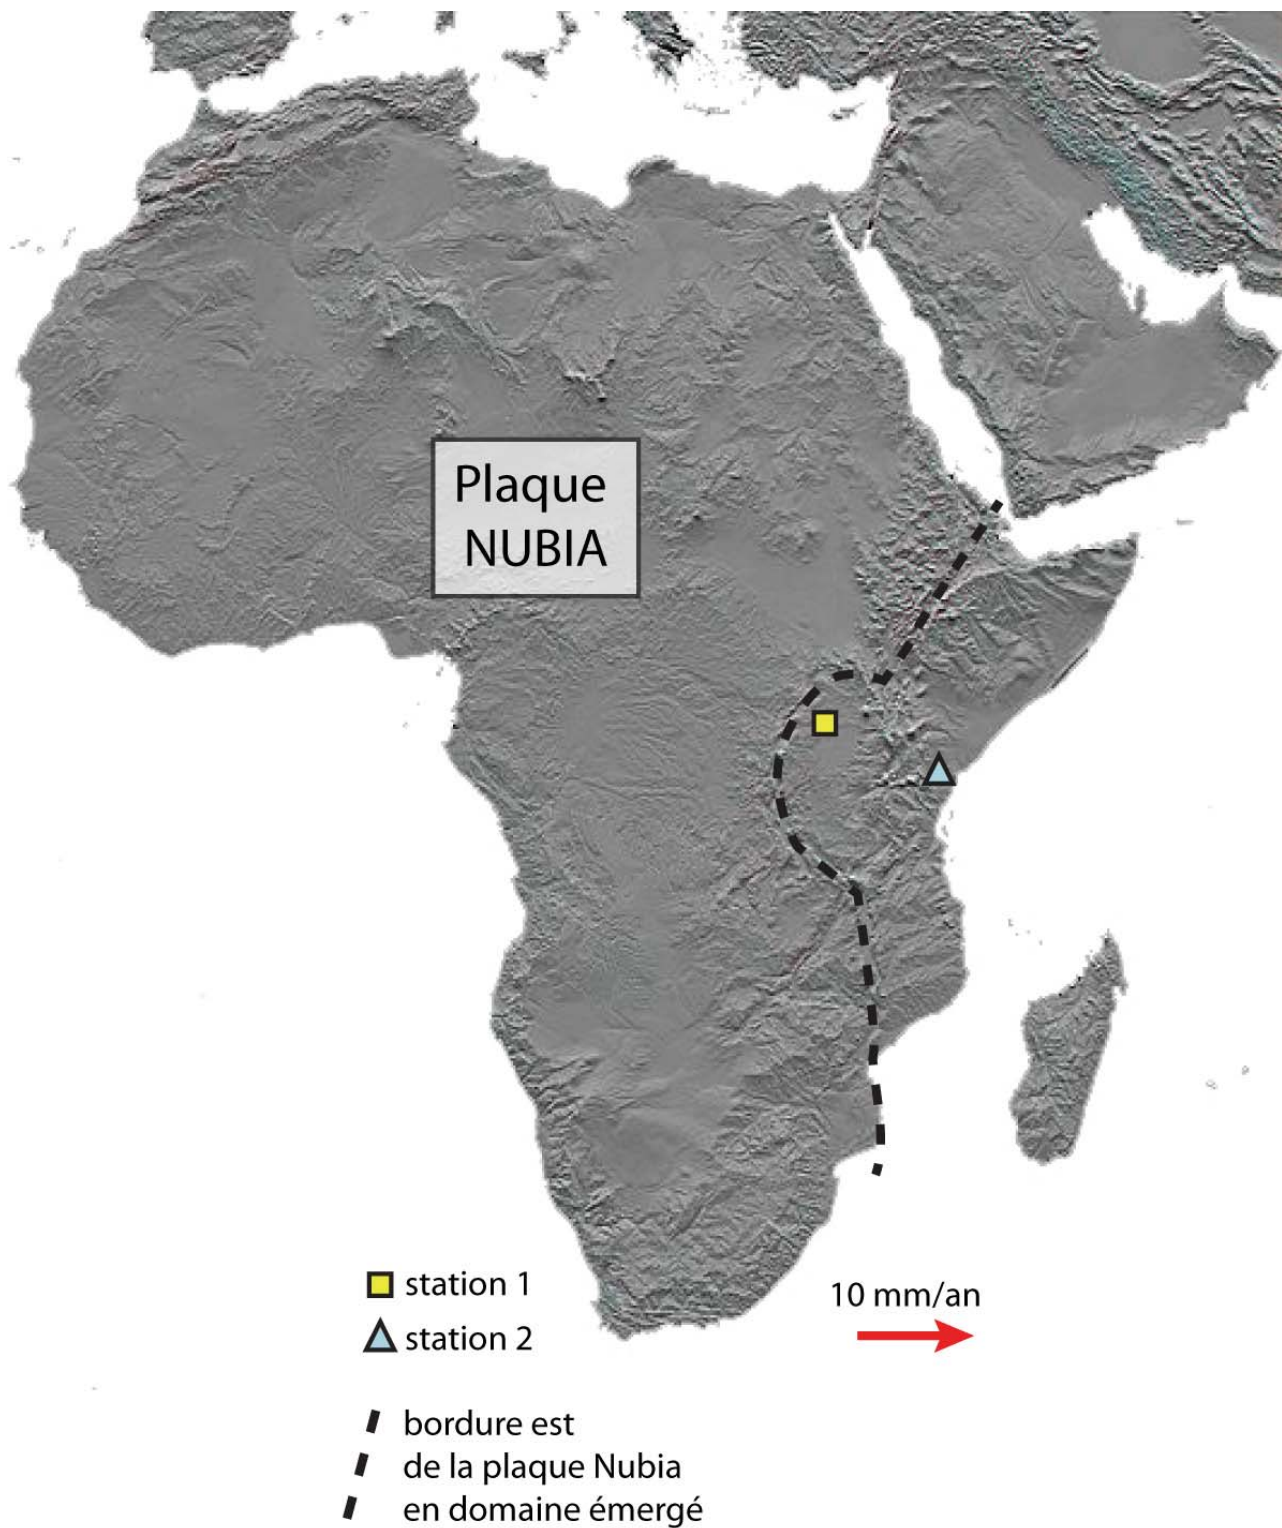 Plaque
NUBIA
station 1
station 2
10 mm/an
bordure est
de la plaque Nubia
en domaine émergé